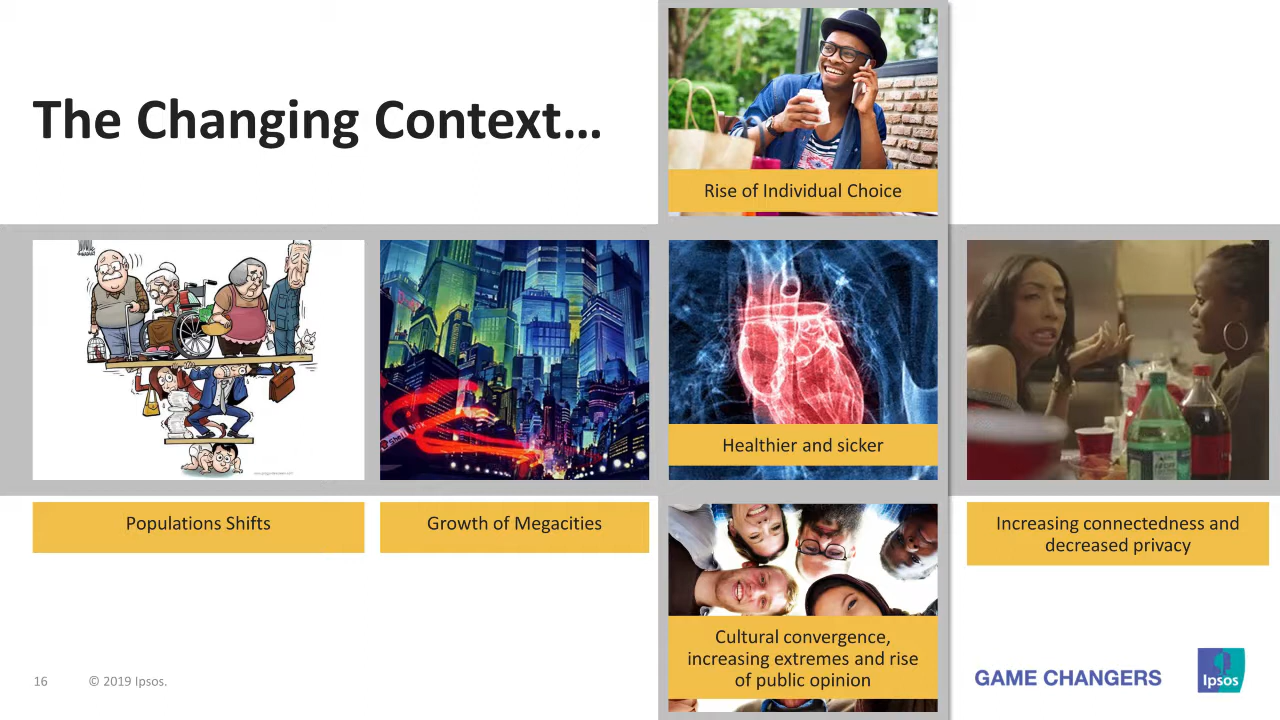 The Changing Context...
Rise of Individual Choice
Healthier and sicker
Populations Shifts
Growth of Megacities
Increasing connectedness and
decreased privacy
Cultural convergence,
increasing extremes and rise
of public opinion
16
© 2019 Ipsos.
GAME CHANGERS
Ipsos